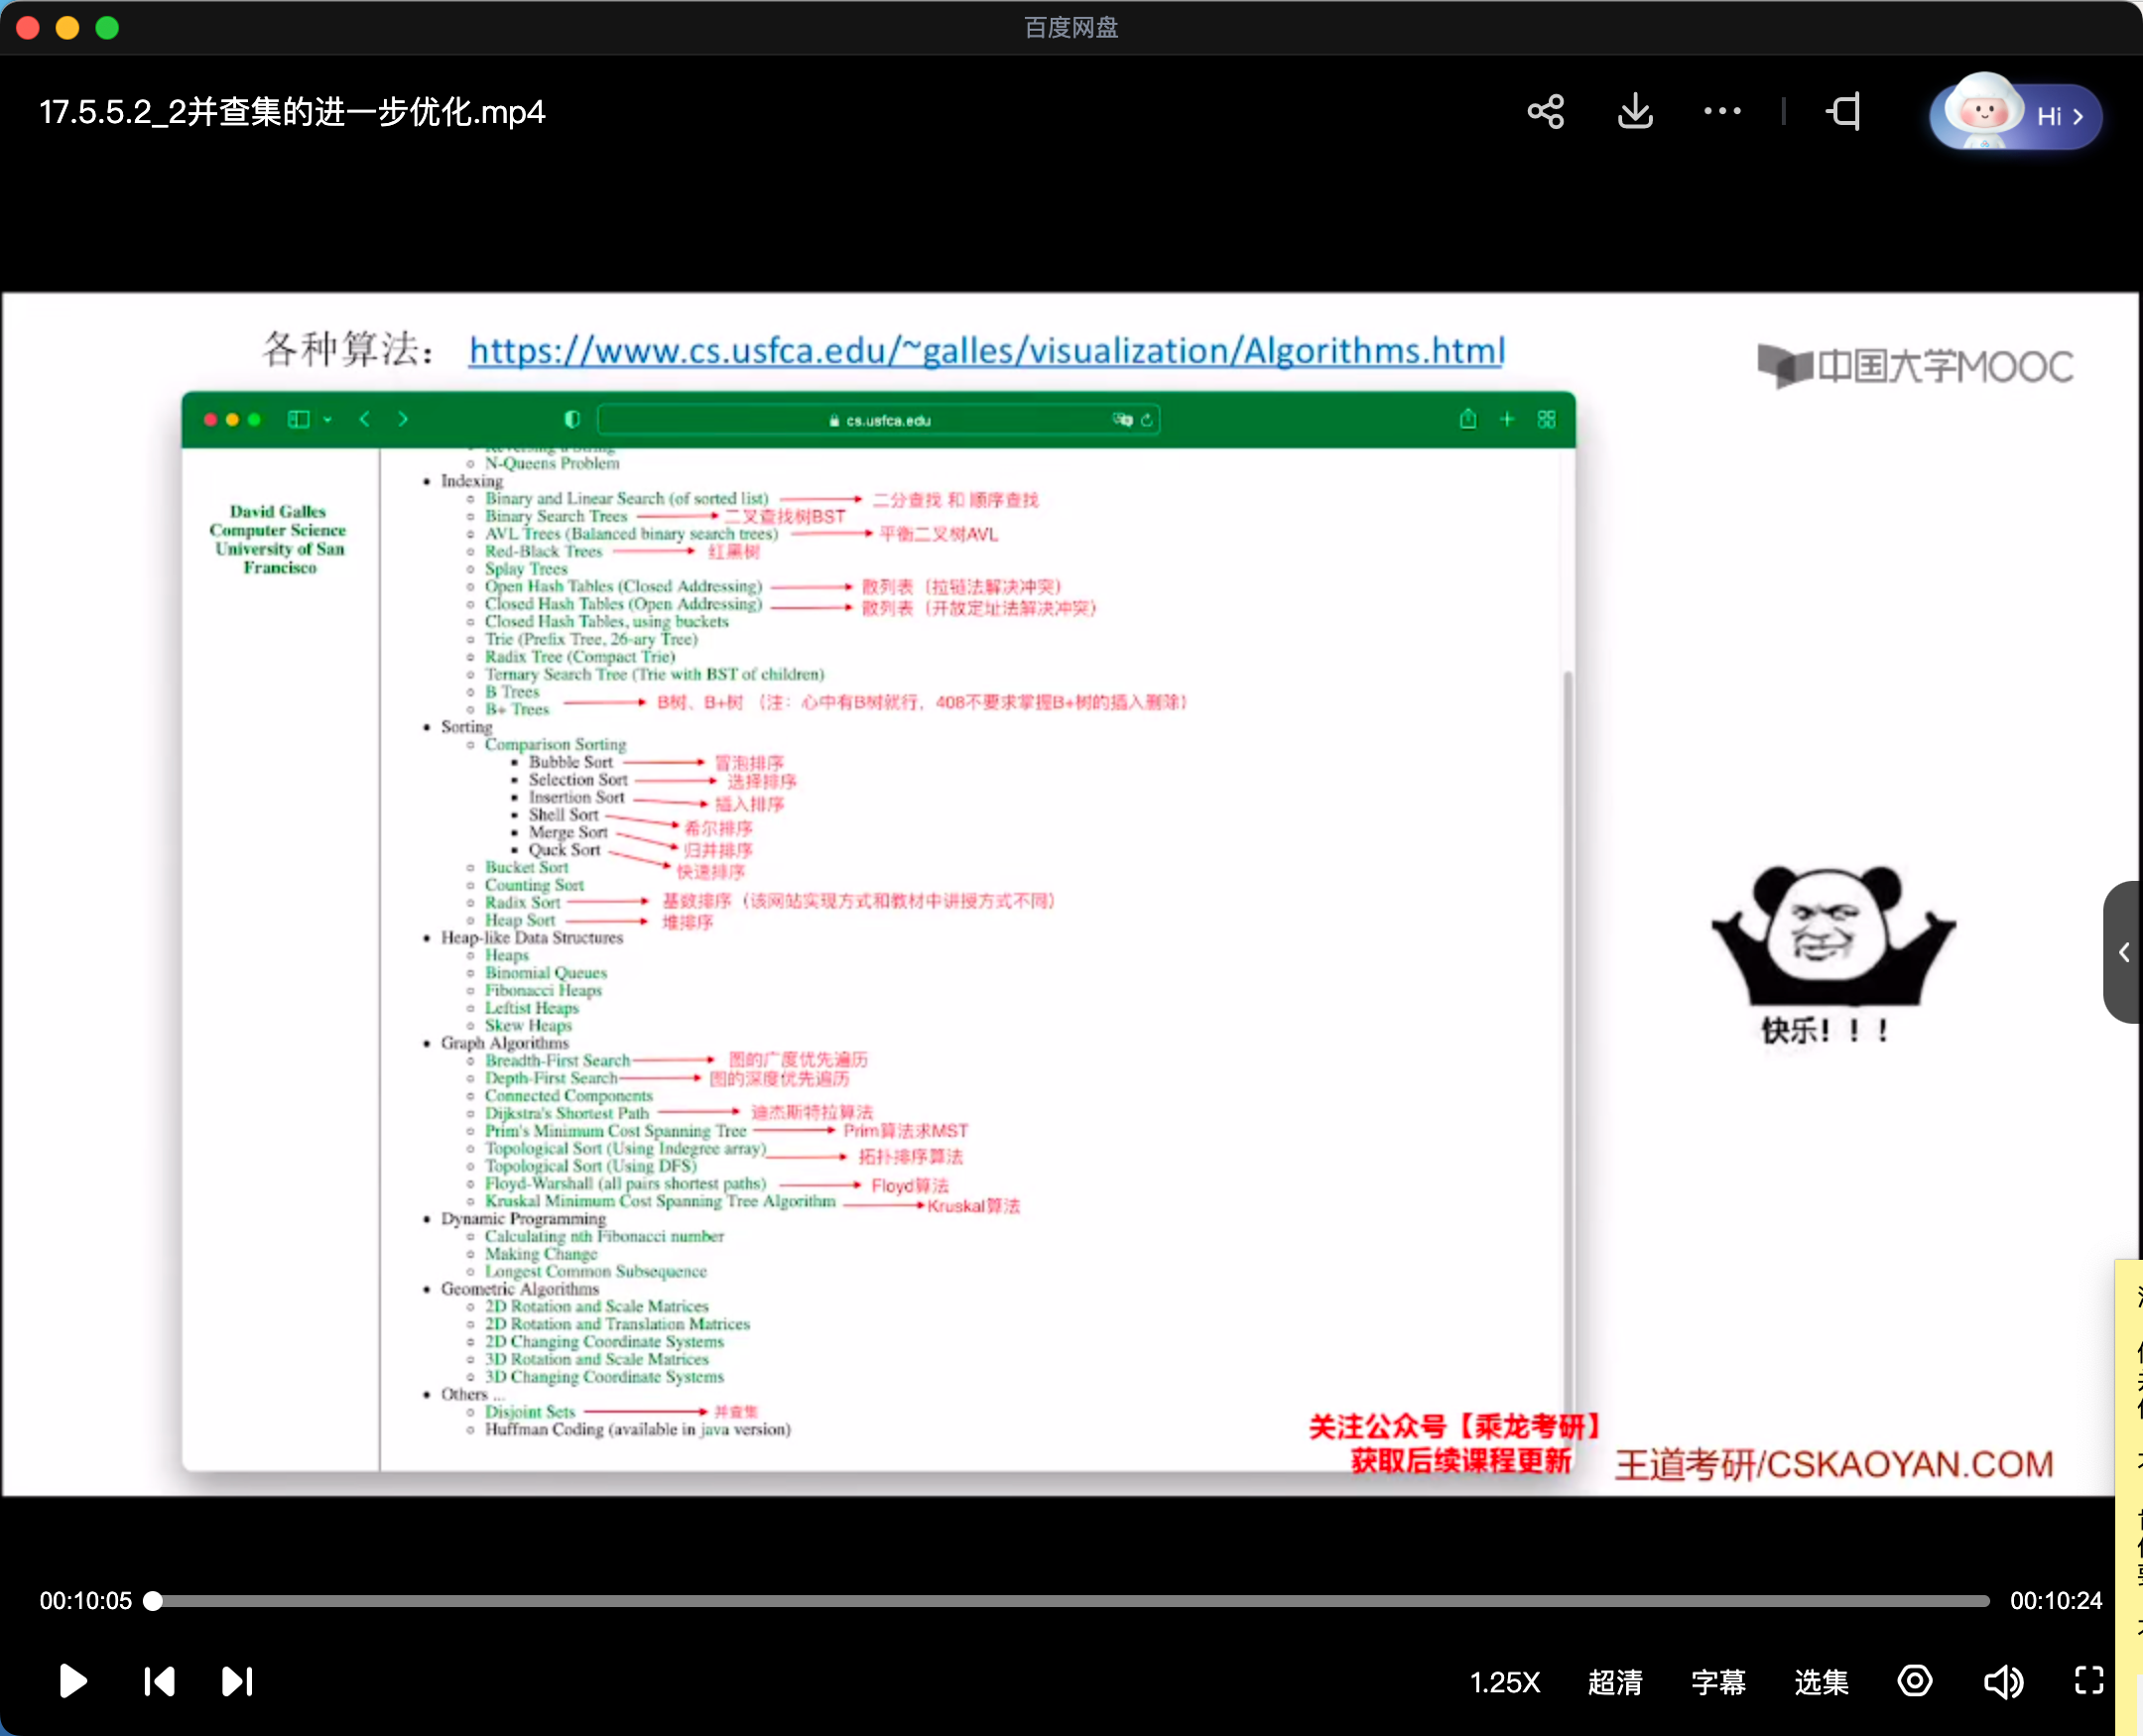 百度网盘
17.5.5.2_2并查集的进一步优化.mp4
Hi
各种算法： https://www.cs.usfca.edu/~galles/visualization/Algorithms.html
中国大学MOOC
cs.usfca.edu
David Galles
Computer Science
University of San
Francisco
N-Queens Problem
Indexing
Binary and Linear Search (of sorted list) 二分查找 和 顺序查找
Binary Search Trees 二叉查找树BST
AVL Trees (Balanced binary search trees) 平衡二叉树AVL
Red-Black Trees 红黑树
Splay Trees
Open Hash Tables (Closed Addressing) 散列表（拉链法解决冲突）
Closed Hash Tables (Open Addressing) 散列表（开放定址法解决冲突）
Closed Hash Tables, using buckets
Trie (Prefix Tree, 26-ary Tree)
Radix Tree (Compact Trie)
Ternary Search Tree (Trie with BST of children)
B Trees
B+ Trees B树、B+树 （注：心中有B树就行，408不要求掌握B+树的插入删除）
Sorting
Comparison Sorting
Bubble Sort 冒泡排序
Selection Sort 选择排序
Insertion Sort 插入排序
Shell Sort 希尔排序
Merge Sort 归并排序
Quck Sort 快速排序
Bucket Sort
Counting Sort
Radix Sort 基数排序（该网站实现方式和教材中讲授方式不同）
Heap Sort 堆排序
Heap-like Data Structures
Heaps
Binomial Queues
Fibonacci Heaps
Leftist Heaps
Skew Heaps
Graph Algorithms
Breadth-First Search 图的广度优先遍历
Depth-First Search 图的深度优先遍历
Connected Components
Dijkstra's Shortest Path 迪杰斯特拉算法
Prim's Minimum Cost Spanning Tree Prim算法求MST
Topological Sort (Using Indegree array) 拓扑排序算法
Topological Sort (Using DFS)
Floyd-Warshall (all pairs shortest paths) Floyd算法
Kruskal Minimum Cost Spanning Tree Algorithm Kruskal算法
Dynamic Programming
Calculating nth Fibonacci number
Making Change
Longest Common Subsequence
Geometric Algorithms
2D Rotation and Scale Matrices
2D Rotation and Translation Matrices
2D Changing Coordinate Systems
3D Rotation and Scale Matrices
3D Changing Coordinate Systems
Others ...
Disjoint Sets 并查集
Huffman Coding (available in java version)
快乐！！！
关注公众号【乘龙考研】
获取后续课程更新
王道考研/CSKAOYAN.COM
00:10:05
00:10:24
1.25X 超清 字幕 选集